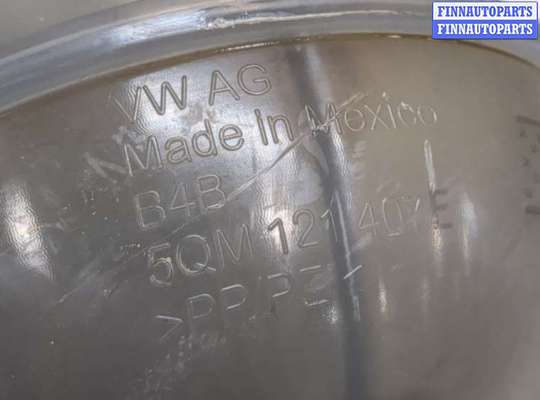 FINNAUTOPARTS
FINNAUTOPARTS
VW AG
Made In Mexico
B4B
5QM 121 407 E
>PP/PE